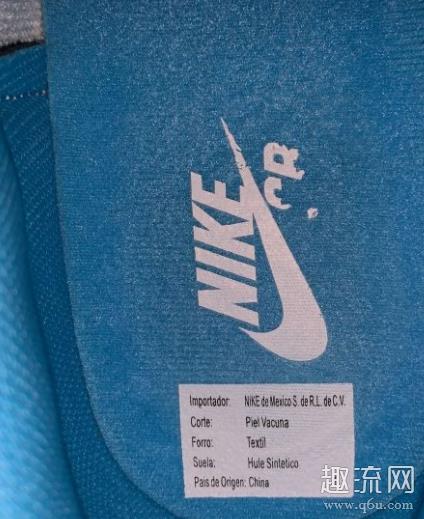 NIKE
Importador: NIKE de Mexico S. de R.L. de C.V.
Corte: Piel Vacuna
Forro: Textil
Suela: Hule Sintetico
Pais de Origen: China
趣流网
www.q6u.com